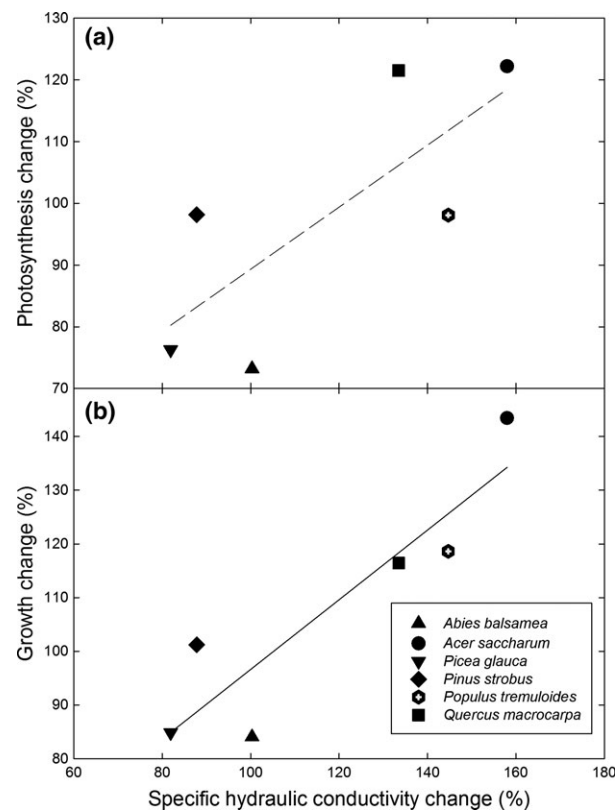 (a)
Photosynthesis change (%)
130
120
110
100
90
80
70
(b)
Growth change (%)
140
130
120
110
100
90
80
Abies balsamea
Acer saccharum
Picea glauca
Pinus strobus
Populus tremuloides
Quercus macrocarpa
60 80 100 120 140 160 180
Specific hydraulic conductivity change (%)